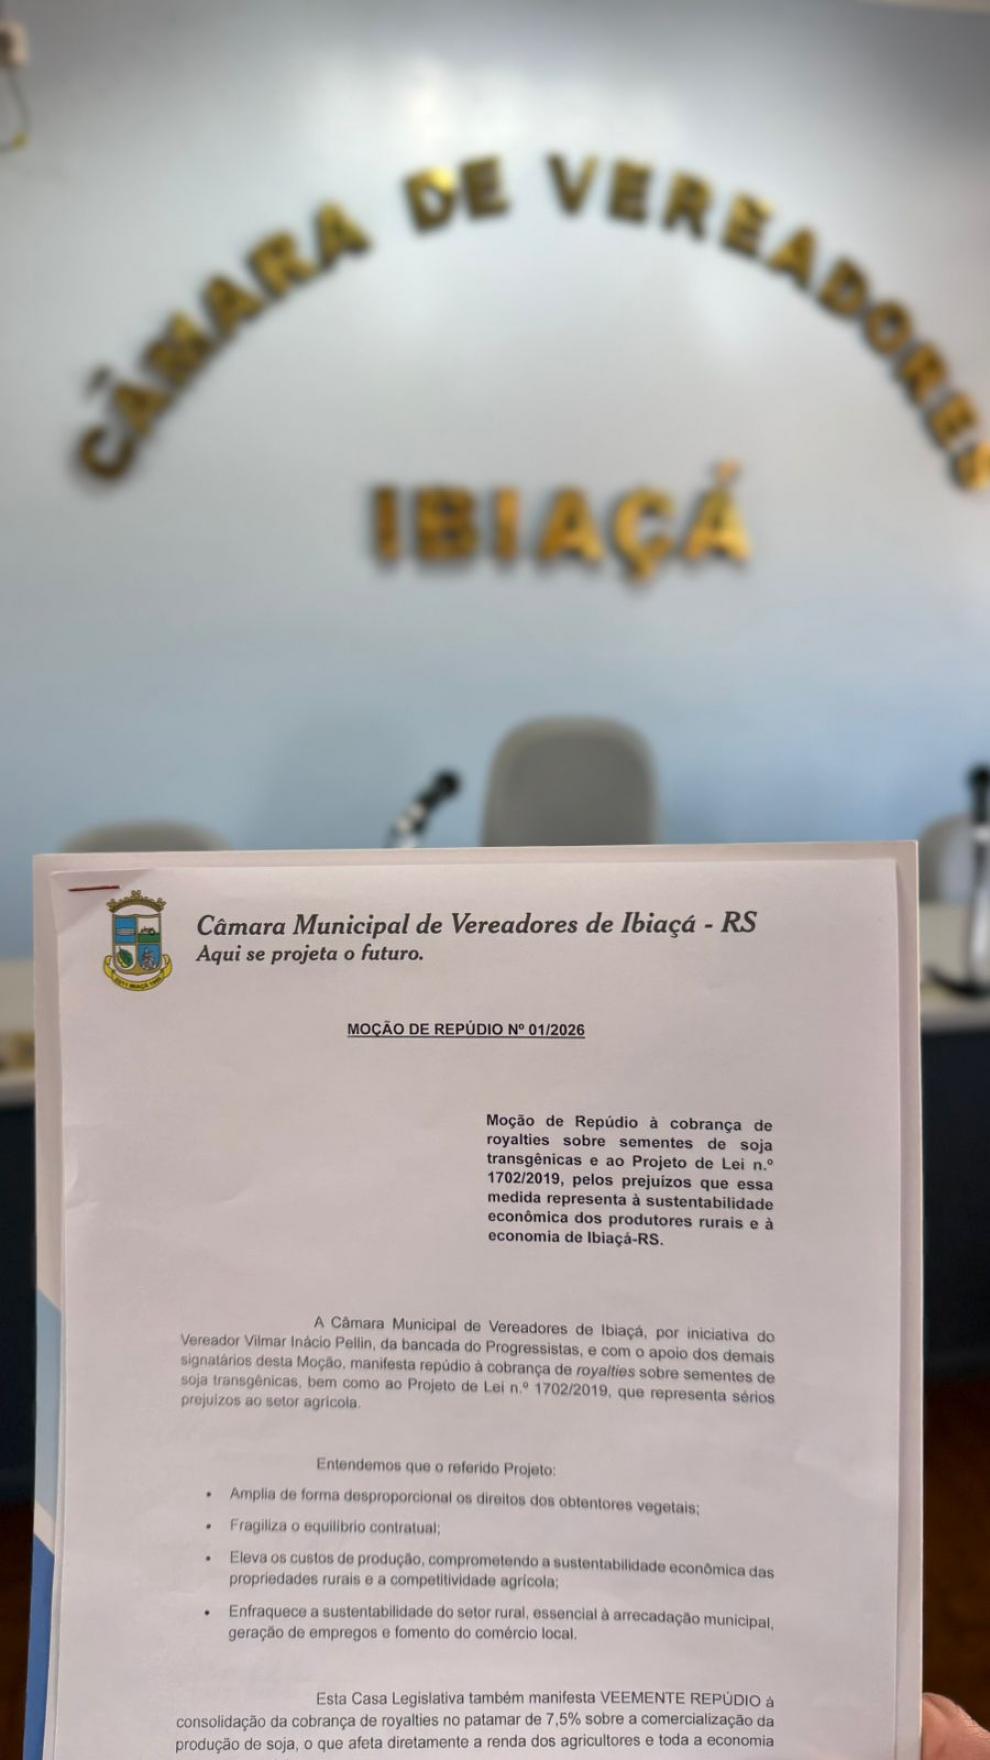 CÂMARA DE VEREADORES
IBIAÇÁ
Câmara Municipal de Vereadores de Ibiaçá - RS
Aqui se projeta o futuro.
MOÇÃO DE REPÚDIO Nº 01/2026
Moção de Repúdio à cobrança de
royalties sobre sementes de soja
transgênicas e ao Projeto de Lei n.º
1702/2019, pelos prejuízos que essa
medida representa à sustentabilidade
econômica dos produtores rurais e à
economia de Ibiaçá-RS.
A Câmara Municipal de Vereadores de Ibiaçá, por iniciativa do
Vereador Vilmar Inácio Pellin, da bancada do Progressistas, e com o apoio dos demais
signatários desta Moção, manifesta repúdio à cobrança de royalties sobre sementes de
soja transgênicas, bem como ao Projeto de Lei n.º 1702/2019, que representa sérios
prejuízos ao setor agrícola.
Entendemos que o referido Projeto:
• Amplia de forma desproporcional os direitos dos obtentores vegetais;
• Fragiliza o equilíbrio contratual;
• Eleva os custos de produção, comprometendo a sustentabilidade econômica das
propriedades rurais e a competitividade agrícola;
• Enfraquece a sustentabilidade do setor rural, essencial à arrecadação municipal,
geração de empregos e fomento do comércio local.
Esta Casa Legislativa também manifesta VEEMENTE REPÚDIO à
consolidação da cobrança de royalties no patamar de 7,5% sobre a comercialização da
produção de soja, o que afeta diretamente a renda dos agricultores e toda a economia